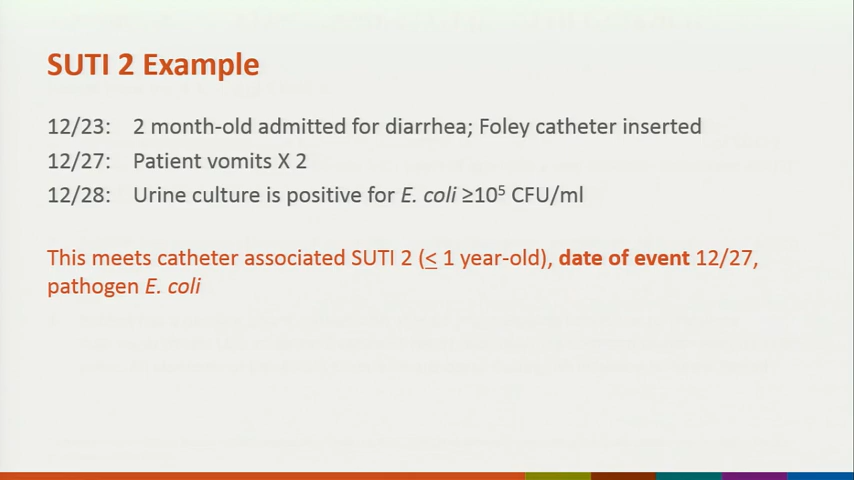 SUTI 2 Example
12/23: 2 month-old admitted for diarrhea; Foley catheter inserted
12/27: Patient vomits X 2
12/28: Urine culture is positive for E. coli ≥10⁵ CFU/ml
This meets catheter associated SUTI 2 (≤ 1 year-old), date of event 12/27,
pathogen E. coli